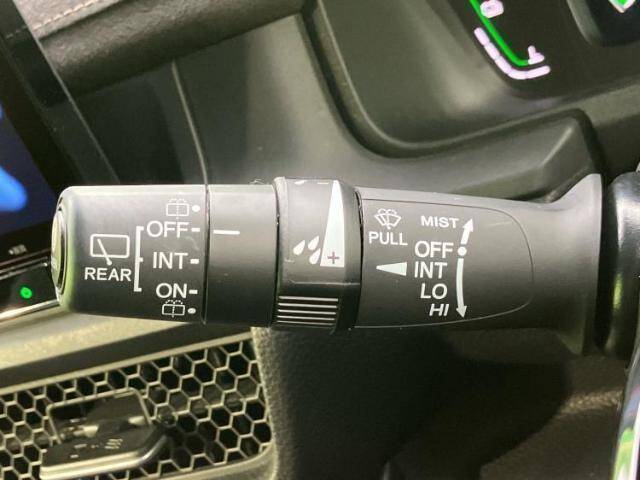 REAR
OFF
INT
ON
- +
PULL
MIST
OFF
INT
LO
HI